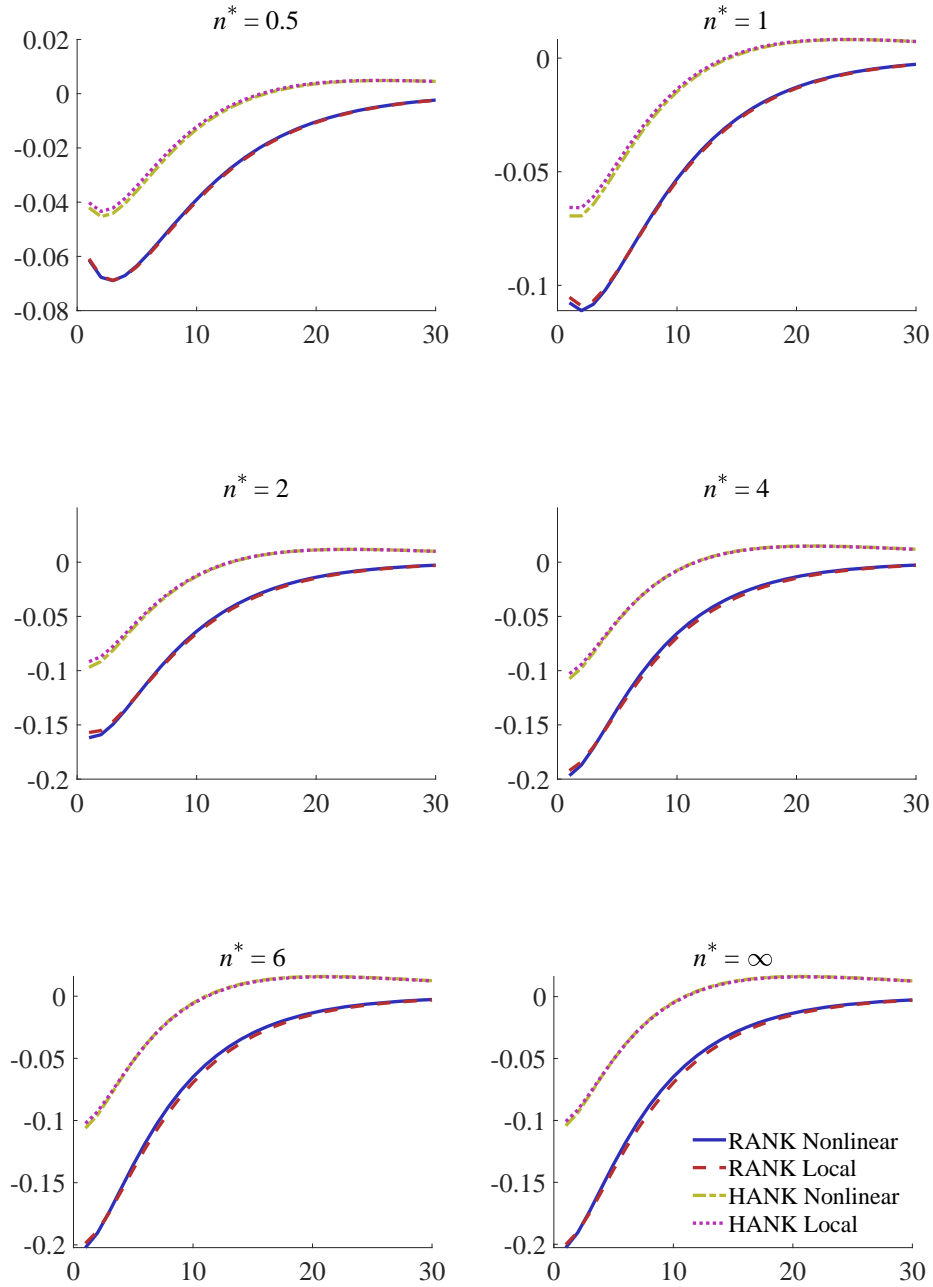 n* = 0.5
0.02
0
-0.02
-0.04
-0.06
-0.08
0 10 20 30
n* = 1
0
-0.05
-0.1
0 10 20 30
n* = 2
0
-0.05
-0.1
-0.15
-0.2
0 10 20 30
n* = 4
0
-0.05
-0.1
-0.15
-0.2
0 10 20 30
n* = 6
0
-0.05
-0.1
-0.15
-0.2
0 10 20 30
n* = ∞
0
-0.05
-0.1
-0.15
-0.2
0 10 20 30
RANK Nonlinear
RANK Local
HANK Nonlinear
HANK Local